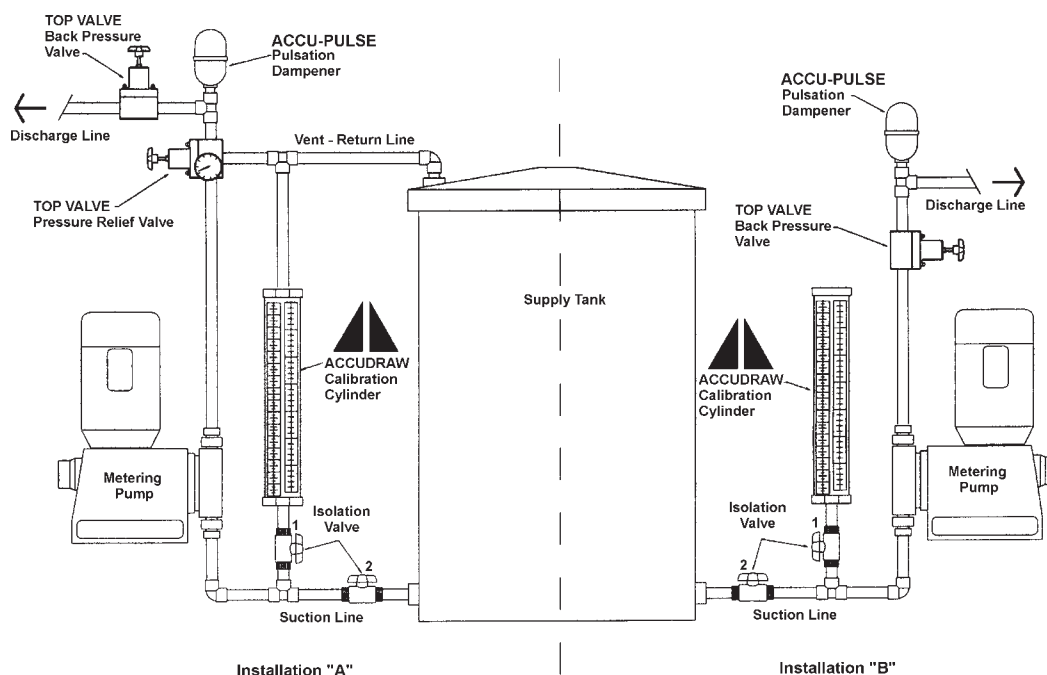 TOP VALVE
Back Pressure
Valve
ACCU-PULSE
Pulsation
Dampener
Discharge Line
Vent - Return Line
TOP VALVE
Pressure Relief Valve
ACCUDRAW
Calibration
Cylinder
Metering
Pump
1
Isolation
Valve
2
Suction Line
Installation "A"
Supply Tank
ACCU-PULSE
Pulsation
Dampener
Discharge Line
TOP VALVE
Back Pressure
Valve
ACCUDRAW
Calibration
Cylinder
Metering
Pump
Isolation
Valve
1
2
Suction Line
Installation "B"